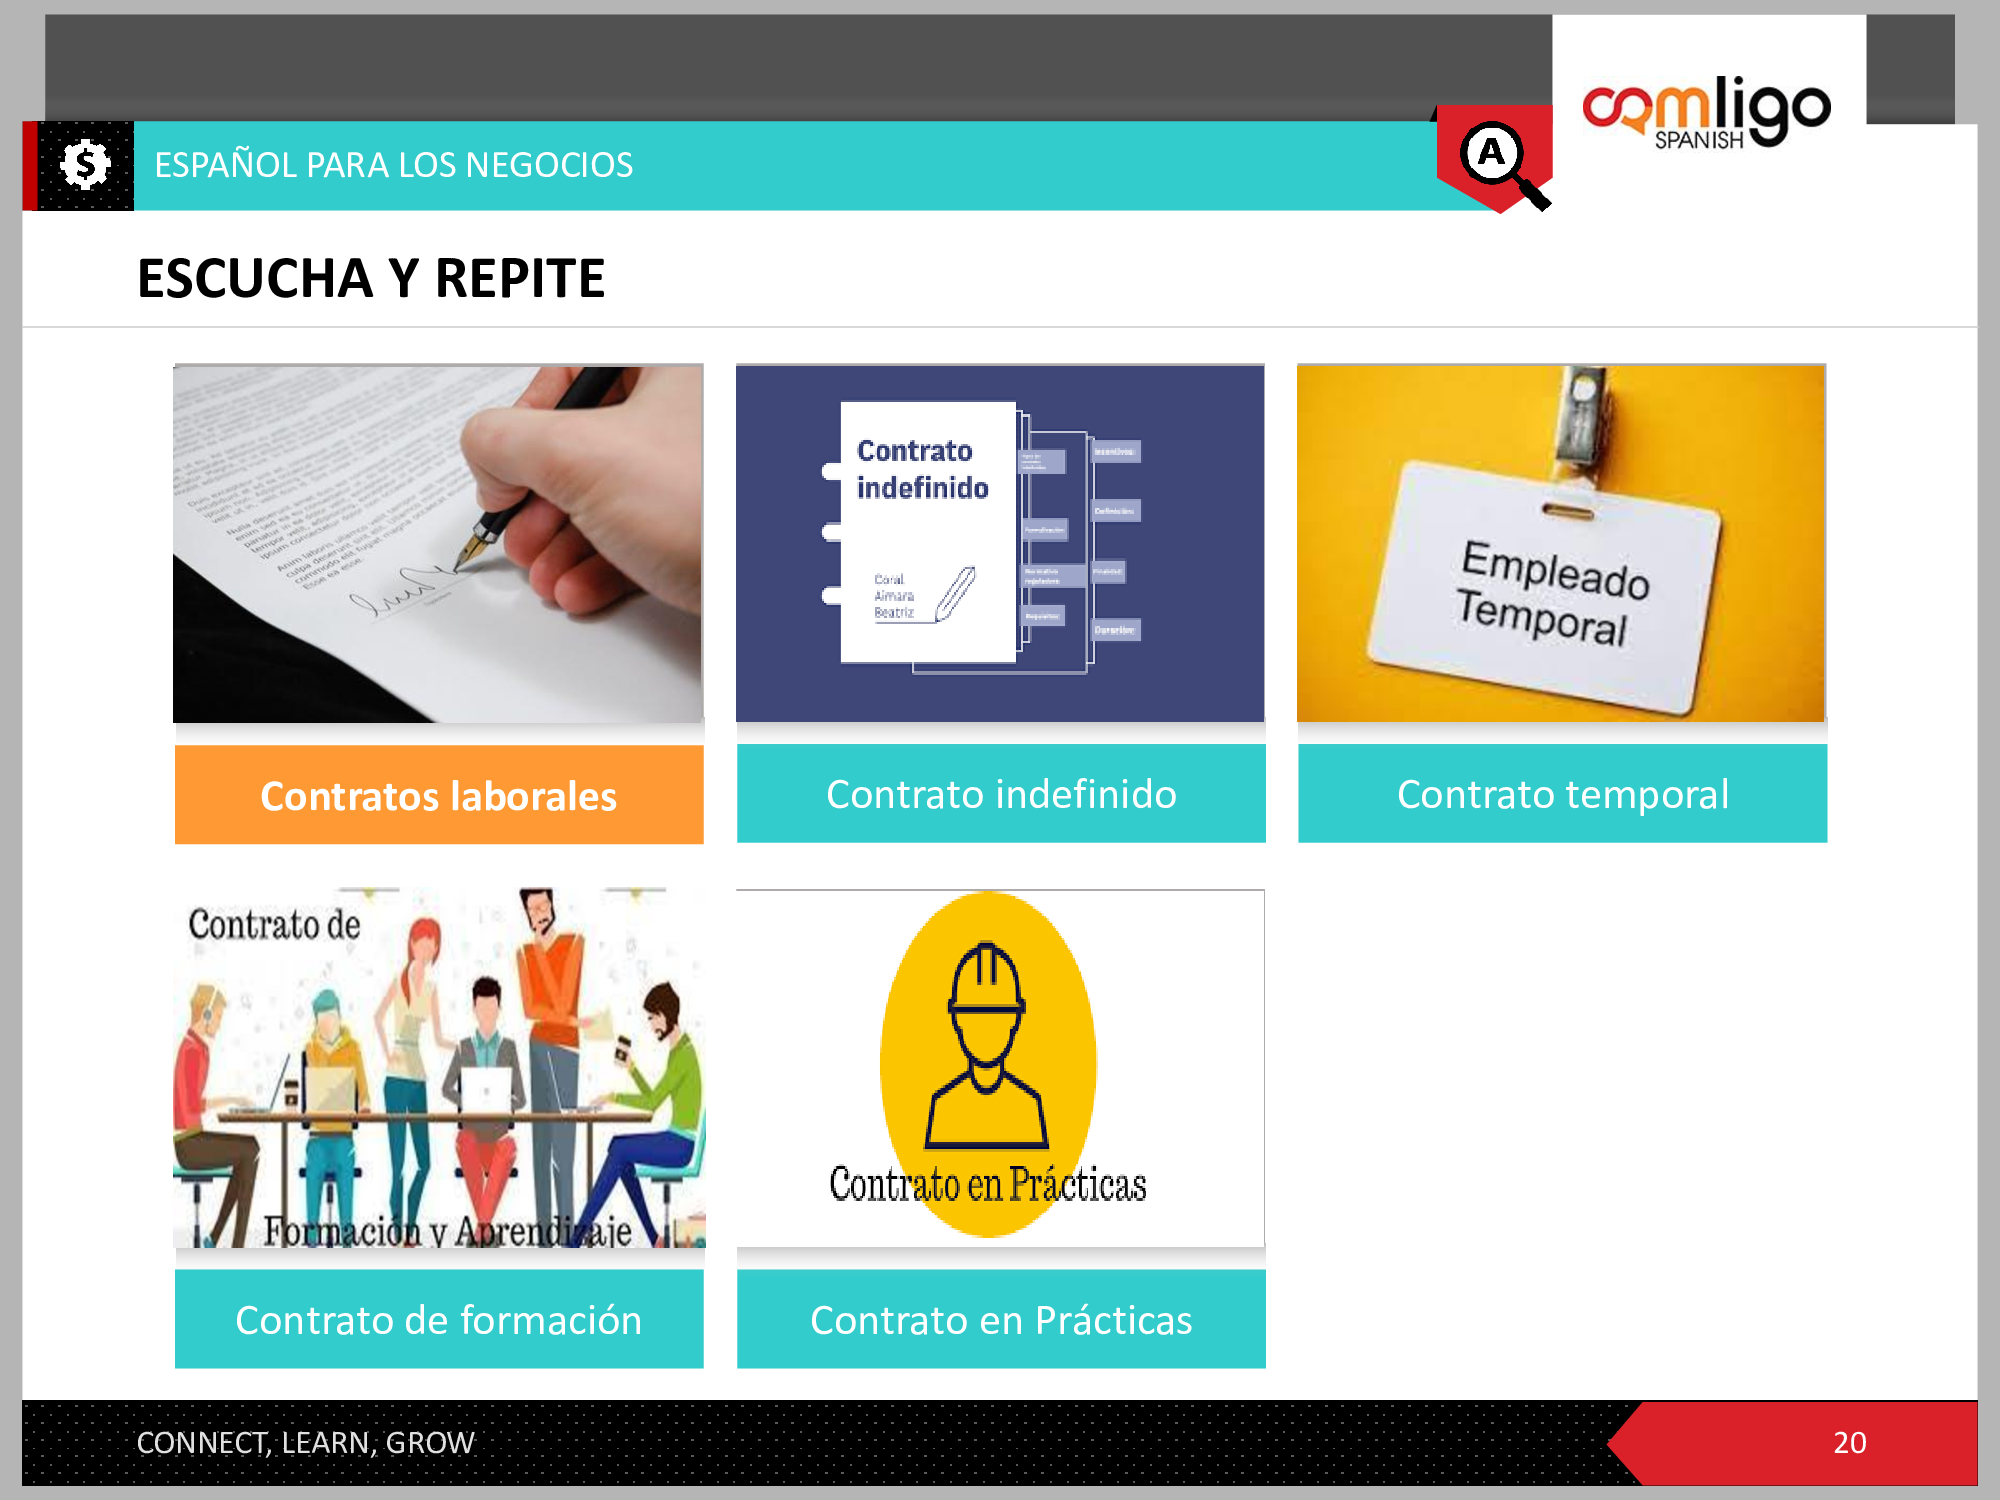 comligo
SPANISH
$
ESPAÑOL PARA LOS NEGOCIOS
A
ESCUCHA Y REPITE
Contrato
indefinido
Coral
Aimara
Beatriz
Empleado
Temporal
Contratos laborales
Contrato indefinido
Contrato temporal
Contrato de
Formación y Aprendizaje
Contrato en Prácticas
Contrato de formación
Contrato en Prácticas
CONNECT, LEARN, GROW
20